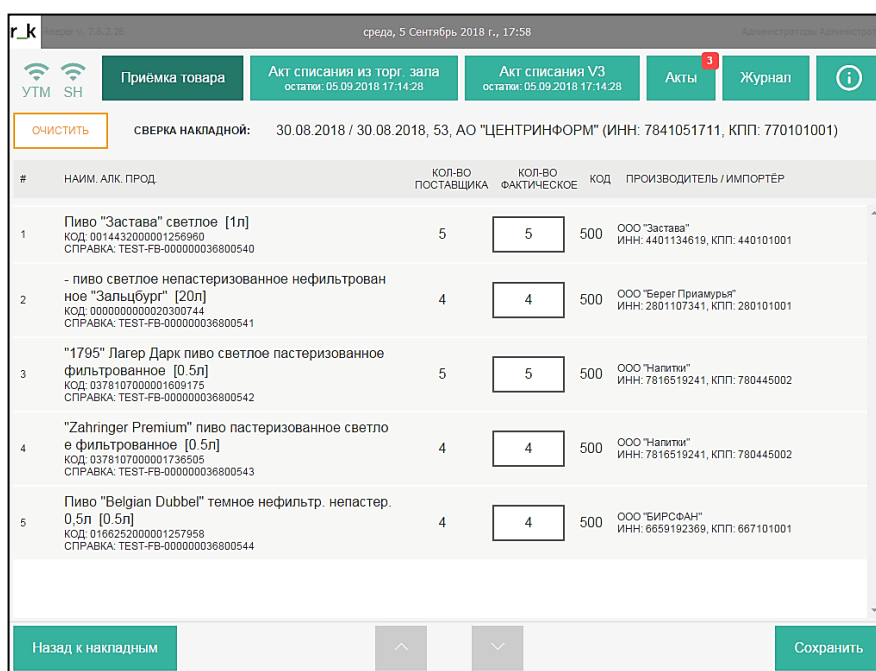 r_k
Keeper v. 7.6.2.26
среда, 5 Сентябрь 2018 г., 17:58
УТМ SH
Приёмка товара
Акт списания из торг. зала
остатки: 05.09.2018 17:14:28
Акт списания V3
остатки: 05.09.2018 17:14:28
Акты
3
Журнал
ОЧИСТИТЬ
СВЕРКА НАКЛАДНОЙ: 30.08.2018 / 30.08.2018, 53, АО "ЦЕНТРИНФОРМ" (ИНН: 7841051711, КПП: 770101001)
# НАИМ. АЛК. ПРОД. КОЛ-ВО ПОСТАВЩИКА КОЛ-ВО ФАКТИЧЕСКОЕ КОД ПРОИЗВОДИТЕЛЬ / ИМПОРТЁР
1
Пиво "Застава" светлое [1л]
КОД: 0014432000001256960
СПРАВКА: TEST-FB-000000036800540
5 5 500
ООО "Застава"
ИНН: 4401134619, КПП: 440101001
2
- пиво светлое непастеризованное нефильтрован
ное "Зальцбург" [20л]
КОД: 0000000000020300744
СПРАВКА: TEST-FB-000000036800541
4 4 500
ООО "Берег Приамурья"
ИНН: 2801107341, КПП: 280101001
3
"1795" Лагер Дарк пиво светлое пастеризованное
фильтрованное [0.5л]
КОД: 0378107000001609175
СПРАВКА: TEST-FB-000000036800542
5 5 500
ООО "Напитки"
ИНН: 7816519241, КПП: 780445002
4
"Zahringer Premium" пиво пастеризованное светло
е фильтрованное [0.5л]
КОД: 0378107000001736505
СПРАВКА: TEST-FB-000000036800543
4 4 500
ООО "Напитки"
ИНН: 7816519241, КПП: 780445002
5
Пиво "Belgian Dubbel" темное нефильтр. непастер.
0,5л [0.5л]
КОД: 0166252000001257958
СПРАВКА: TEST-FB-000000036800544
4 4 500
ООО "БИРСФАН"
ИНН: 6659192369, КПП: 667101001
Назад к накладным
Сохранить